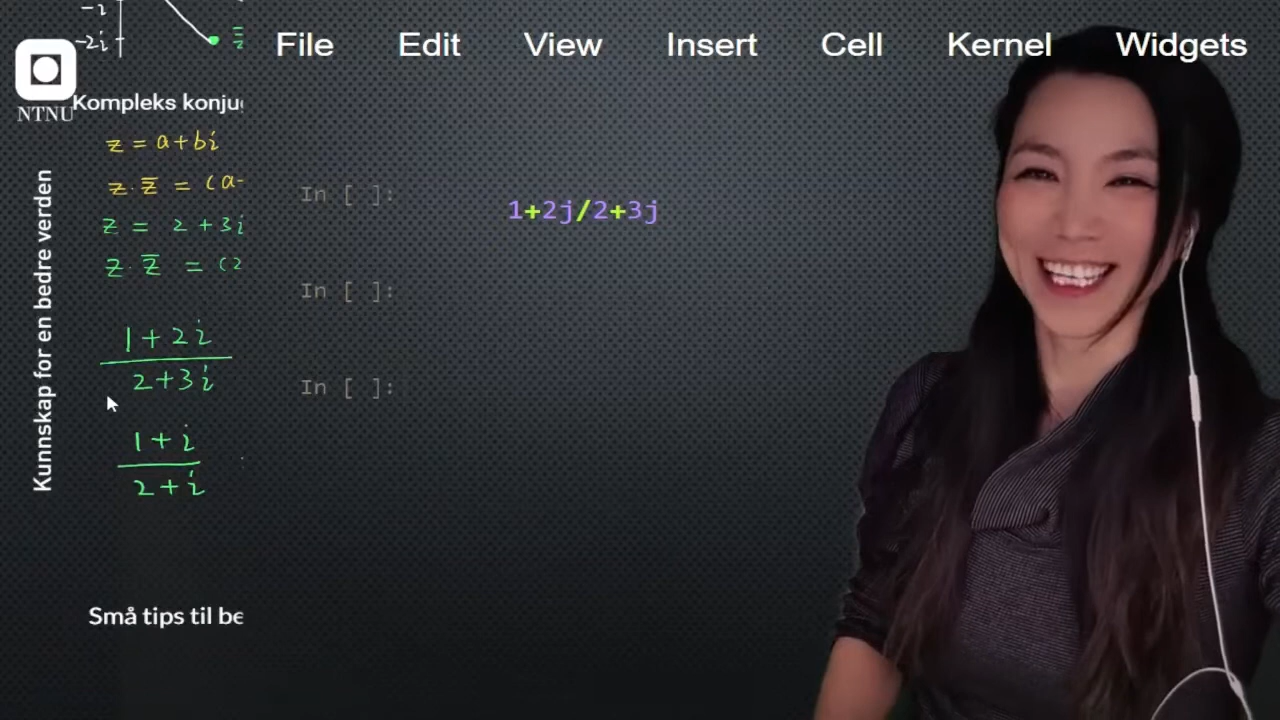 -i
-2i
z̄
File Edit View Insert Cell Kernel Widgets
NTNU
Kunnskap for en bedre verden
Kompleks konju
z = a+bi
z·z̄ = (a-
z = 2+3i
z·z̄ = (2
1+2i
2+3i
1+i
2+i
Små tips til be
In [ ]:
1+2j/2+3j
In [ ]:
In [ ]: